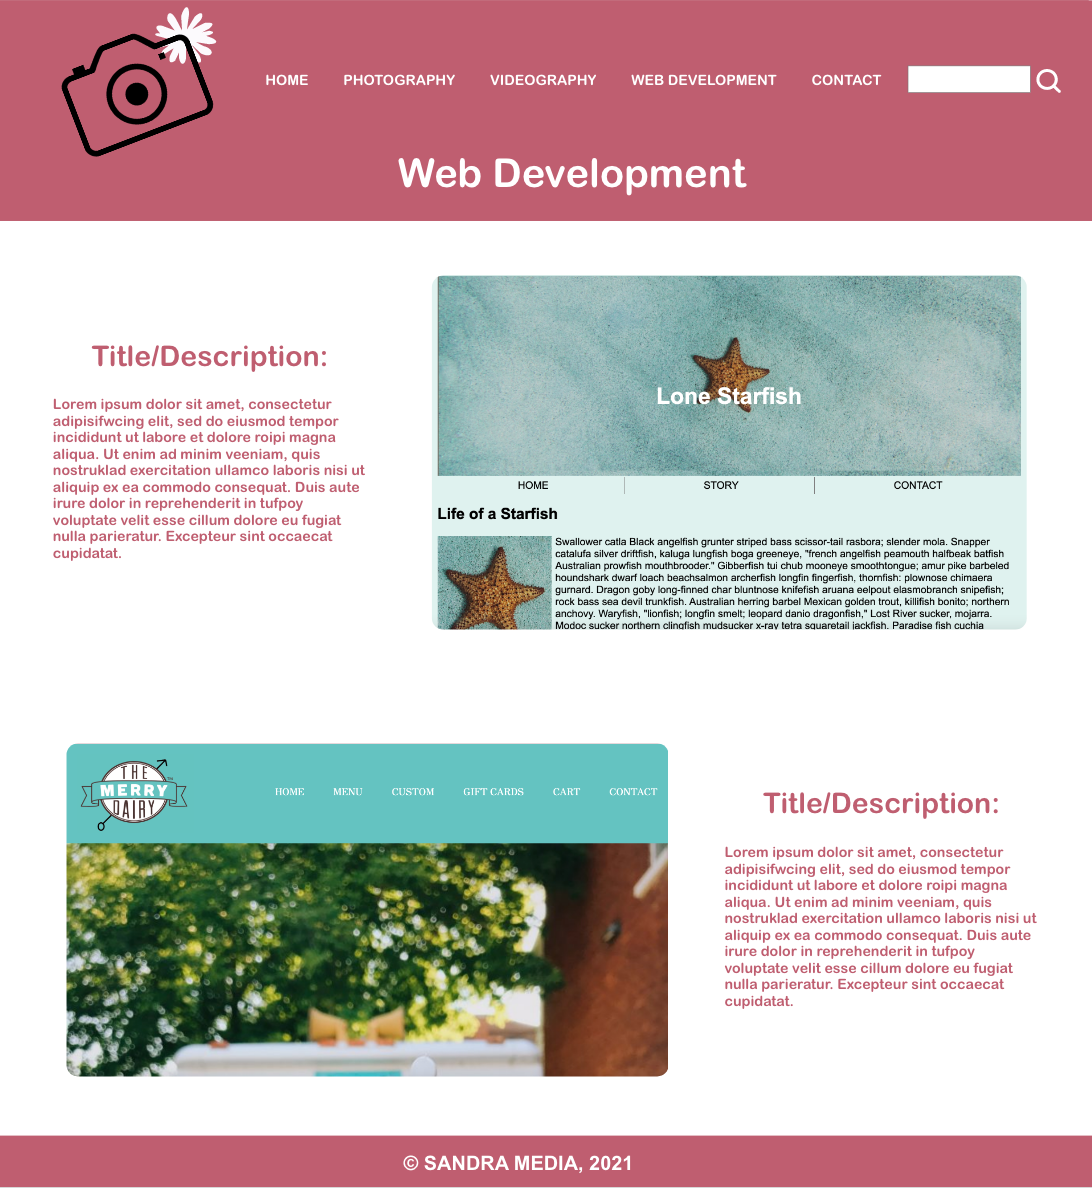 HOME PHOTOGRAPHY VIDEOGRAPHY WEB DEVELOPMENT CONTACT
Web Development
Title/Description:
Lorem ipsum dolor sit amet, consectetur
adipisifwcing elit, sed do eiusmod tempor
incididunt ut labore et dolore roipi magna
aliqua. Ut enim ad minim veeniam, quis
nostruklad exercitation ullamco laboris nisi ut
aliquip ex ea commodo consequat. Duis aute
irure dolor in reprehenderit in tufpoy
voluptate velit esse cillum dolore eu fugiat
nulla parieratur. Excepteur sint occaecat
cupidatat.
Lone Starfish
HOME STORY CONTACT
Life of a Starfish
Swallower catla Black angelfish grunter striped bass scissor-tail rasbora; slender mola. Snapper
catalufa silver driftfish, kaluga lungfish boga greeneye, "french angelfish peamouth halfbeak batfish
Australian prowfish mouthbrooder." Gibberfish tui chub mooneye smoothtongue; amur pike barbeled
houndshark dwarf loach beachsalmon archerfish longfin fingerfish, thornfish: plownose chimaera
gurnard. Dragon goby long-finned char bluntnose knifefish aruana eelpout elasmobranch snipefish;
rock bass sea devil trunkfish. Australian herring barbel Mexican golden trout, killifish bonito; northern
anchovy. Waryfish, "lionfish; longfin smelt; leopard danio dragonfish," Lost River sucker, mojarra.
Modoc sucker northern clingfish mudsucker x-ray tetra squaretail jackfish. Paradise fish cuchia
THE
MERRY
DAIRY
TM
HOME MENU CUSTOM GIFT CARDS CART CONTACT
Title/Description:
Lorem ipsum dolor sit amet, consectetur
adipisifwcing elit, sed do eiusmod tempor
incididunt ut labore et dolore roipi magna
aliqua. Ut enim ad minim veeniam, quis
nostruklad exercitation ullamco laboris nisi ut
aliquip ex ea commodo consequat. Duis aute
irure dolor in reprehenderit in tufpoy
voluptate velit esse cillum dolore eu fugiat
nulla parieratur. Excepteur sint occaecat
cupidatat.
© SANDRA MEDIA, 2021